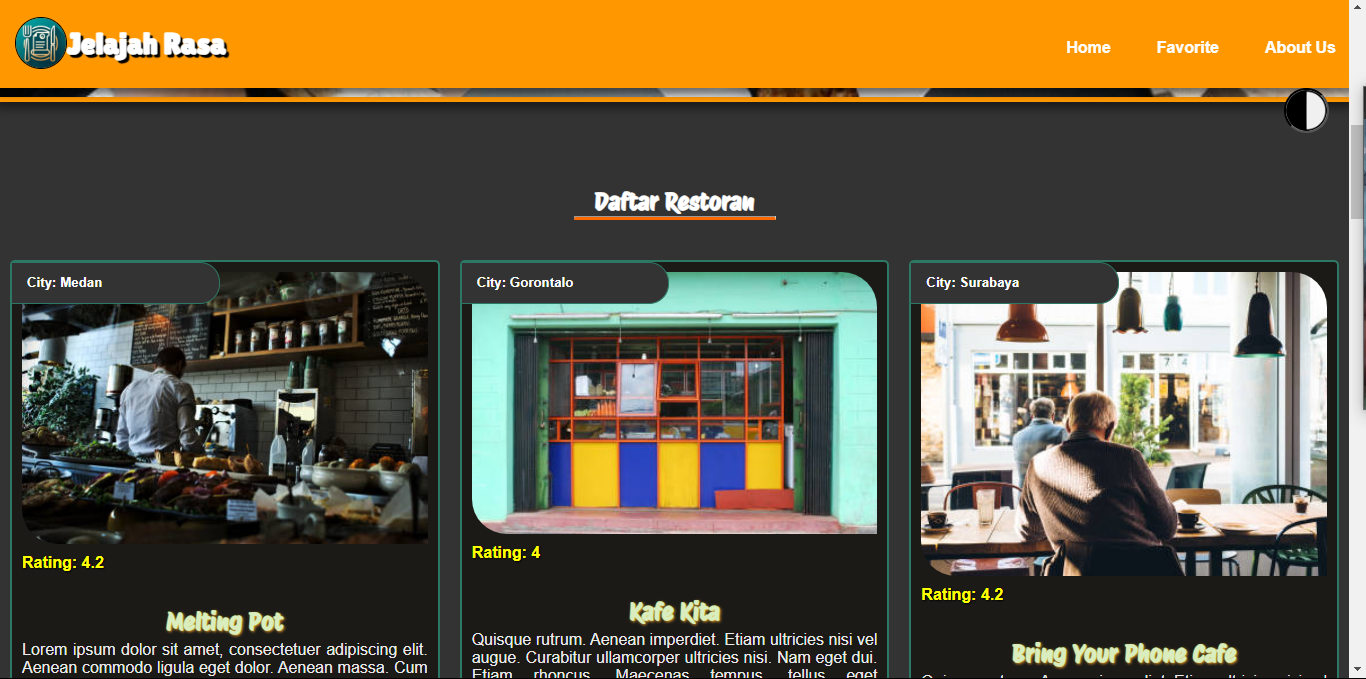 Jelajah Rasa
Home
Favorite
About Us
Daftar Restoran
City: Medan
City: Gorontalo
City: Surabaya
7 4
Rating: 4.2
Melting Pot
Lorem ipsum dolor sit amet, consectetuer adipiscing elit.
Aenean commodo ligula eget dolor. Aenean massa. Cum
Rating: 4
Kafe Kita
Quisque rutrum. Aenean imperdiet. Etiam ultricies nisi vel
augue. Curabitur ullamcorper ultricies nisi. Nam eget dui.
Etiam rhoncus. Maecenas tempus, tellus eget
Rating: 4.2
Bring Your Phone Cafe